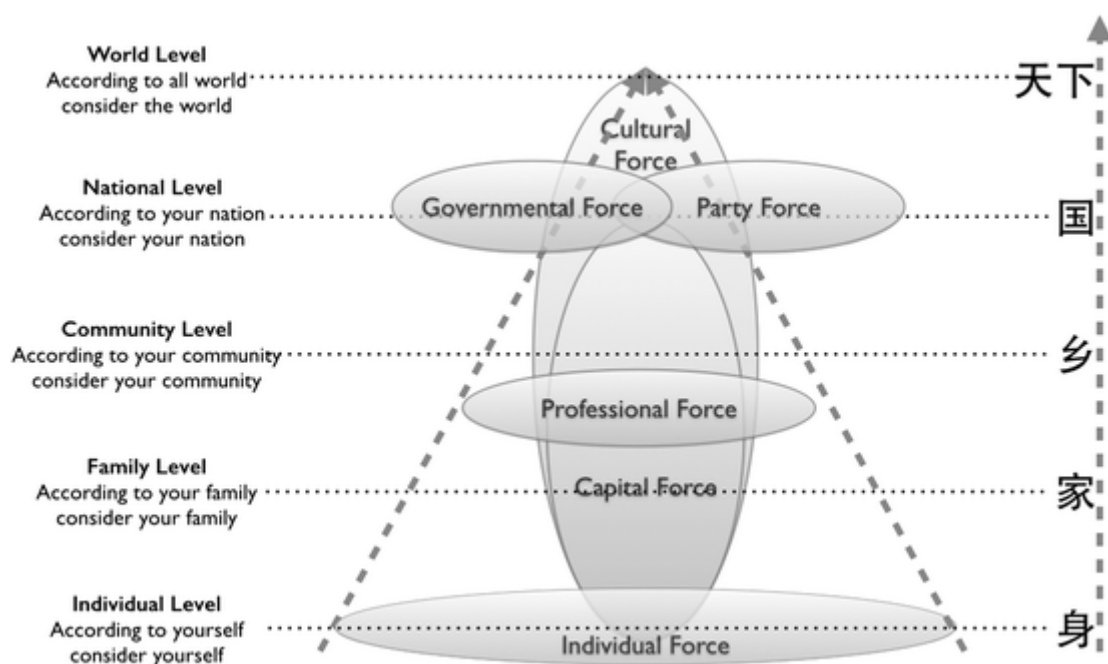 World Level
According to all world
consider the world
天下
Cultural
Force
National Level
According to your nation
consider your nation
Governmental Force
Party Force
国
Community Level
According to your community
consider your community
乡
Professional Force
Family Level
According to your family
consider your family
Capital Force
家
Individual Level
According to yourself
consider yourself
Individual Force
身